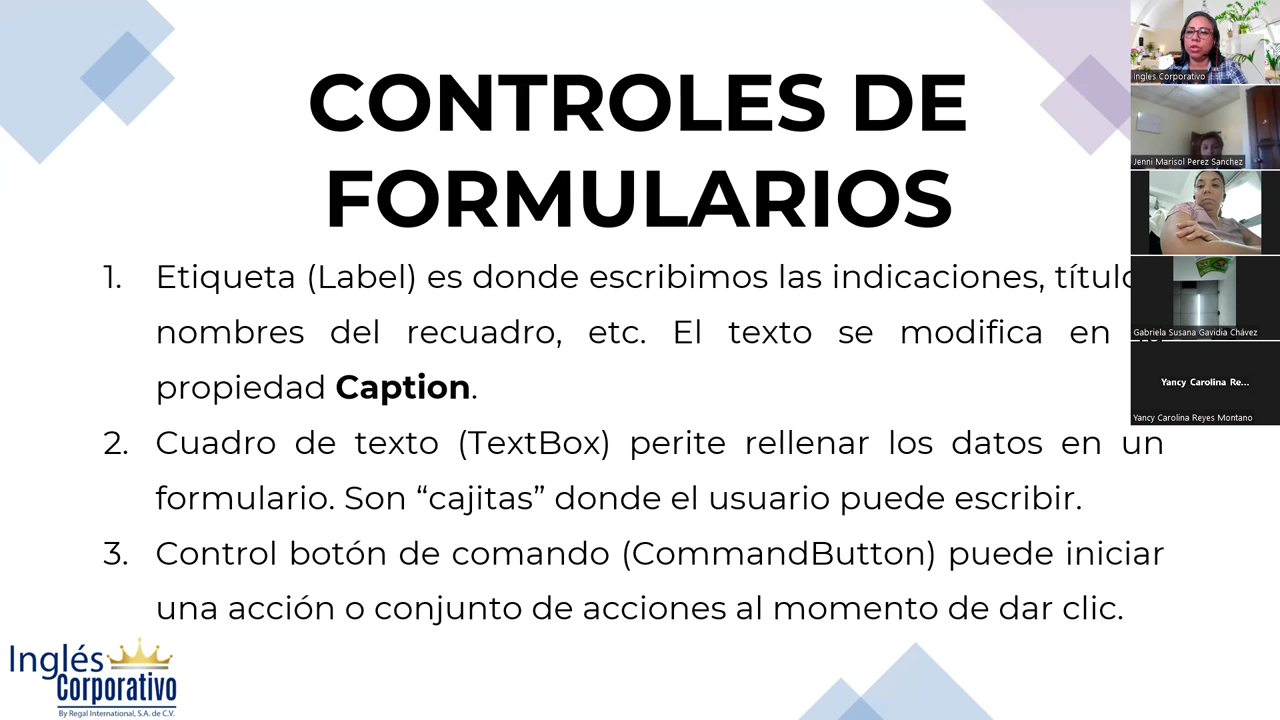 CONTROLES DE
FORMULARIOS
1. Etiqueta (Label) es donde escribimos las indicaciones,
nombres del recuadro, etc. El texto se modifica en
propiedad Caption.
2. Cuadro de texto (TextBox) perite rellenar los datos en un
formulario. Son “cajitas” donde el usuario puede escribir.
3. Control botón de comando (CommandButton) puede iniciar
una acción o conjunto de acciones al momento de dar clic.
Inglés
Corporativo
By Regal International, S.A. de C.V.
Ingles Corporativo
Jenni Marisol Perez Sanchez
Gabriela Susana Gavidia Chávez
Yancy Carolina Re...
Yancy Carolina Reyes Montano